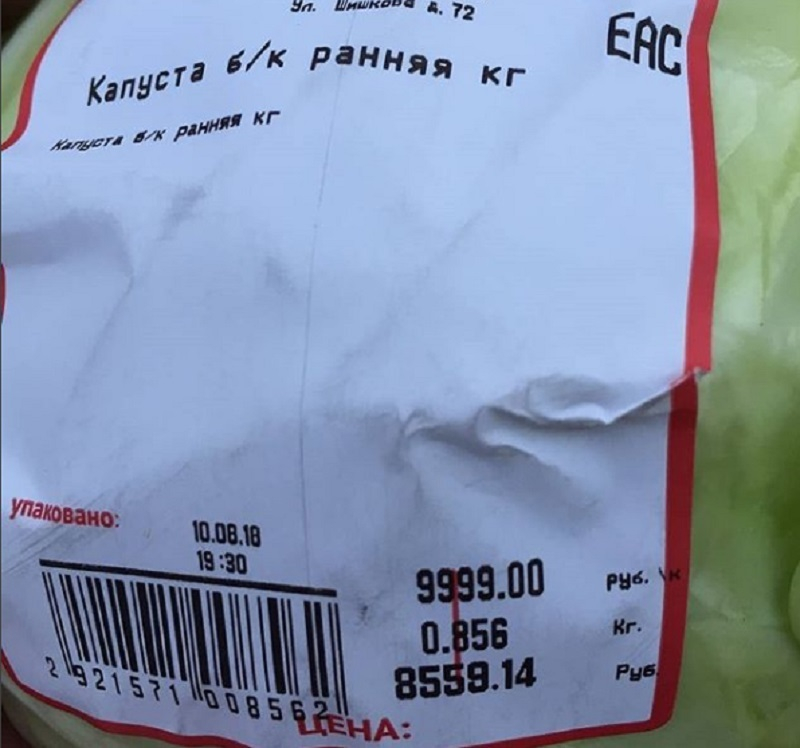 Ул. Шишкова д. 72
EAC
Капуста б/к ранняя кг
Капуста б/к ранняя кг
упаковано:
10.08.18
19:30
9999.00 руб. \к
0.856 Кг.
8559.14 Руб.
2 921571 008562
ЦЕНА: